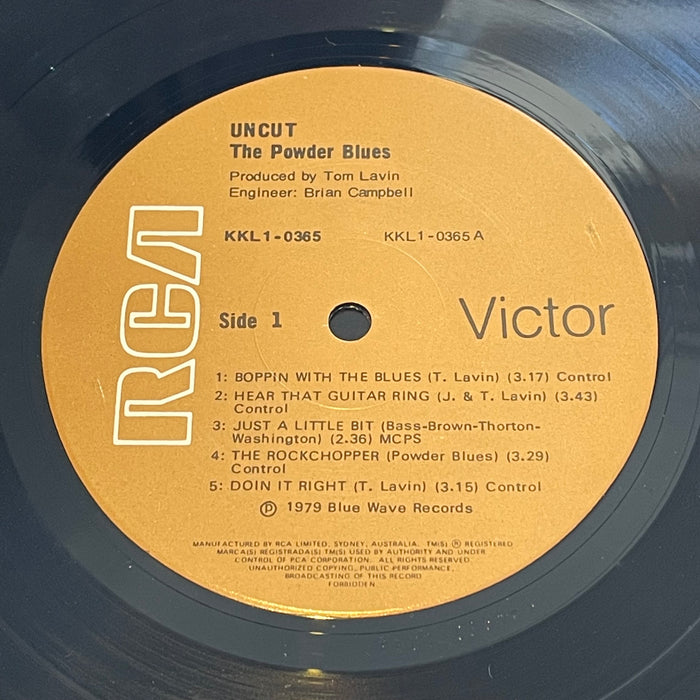 UNCUT
The Powder Blues
Produced by Tom Lavin
Engineer: Brian Campbell
KKL1-0365 KKL1-0365 A
RCA
Side 1
Victor
1: BOPPIN WITH THE BLUES (T. Lavin) (3.17) Control
2: HEAR THAT GUITAR RING (J. & T. Lavin) (3.43)
Control
3: JUST A LITTLE BIT (Bass-Brown-Thorton-
Washington) (2.36) MCPS
4: THE ROCKCHOPPER (Powder Blues) (3.29)
Control
5: DOIN IT RIGHT (T. Lavin) (3.15) Control
℗ 1979 Blue Wave Records
MANUFACTURED BY RCA LIMITED, SYDNEY, AUSTRALIA. TM(S) ® REGISTERED
MARCA(S) REGISTRADA(S) TM(S) USED BY AUTHORITY AND UNDER
CONTROL OF RCA CORPORATION. ALL RIGHTS RESERVED.
UNAUTHORIZED COPYING, PUBLIC PERFORMANCE,
BROADCASTING OF THIS RECORD
FORBIDDEN.